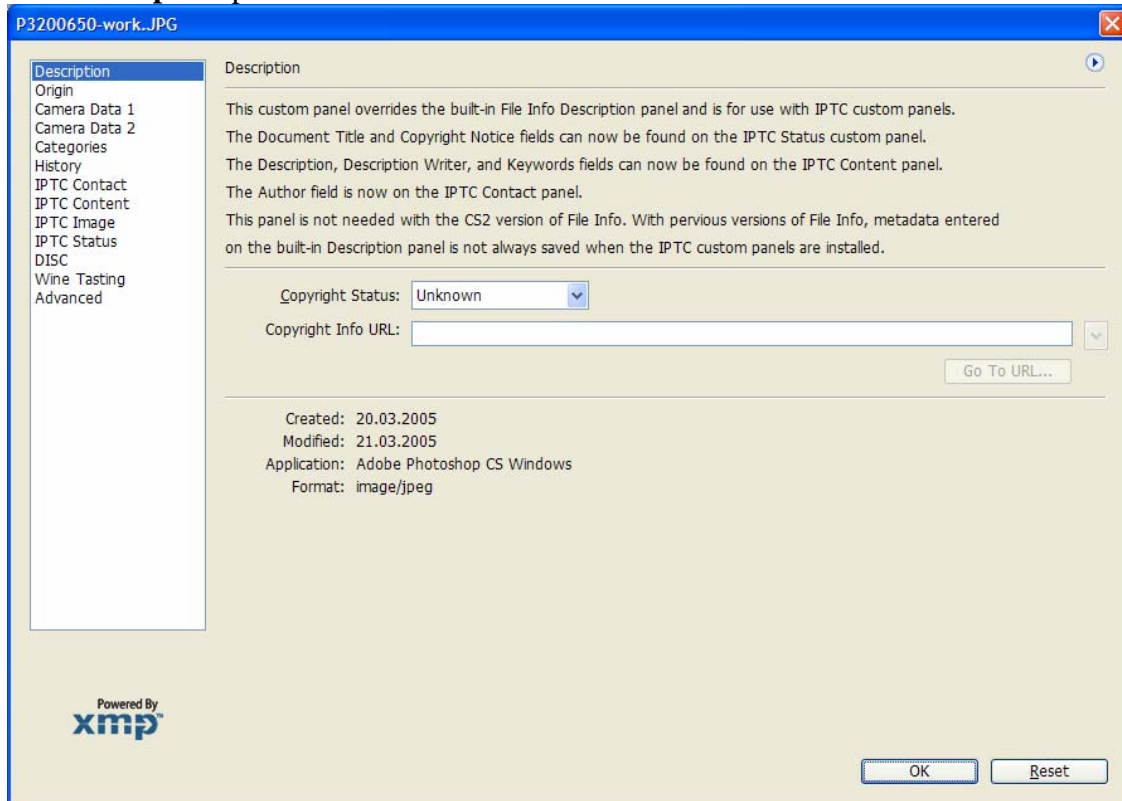 P3200650-work.JPG
Description
Origin
Camera Data 1
Camera Data 2
Categories
History
IPTC Contact
IPTC Content
IPTC Image
IPTC Status
DISC
Wine Tasting
Advanced
Description
This custom panel overrides the built-in File Info Description panel and is for use with IPTC custom panels.
The Document Title and Copyright Notice fields can now be found on the IPTC Status custom panel.
The Description, Description Writer, and Keywords fields can now be found on the IPTC Content panel.
The Author field is now on the IPTC Contact panel.
This panel is not needed with the CS2 version of File Info. With pervious versions of File Info, metadata entered
on the built-in Description panel is not always saved when the IPTC custom panels are installed.
Copyright Status: Unknown
Copyright Info URL:
Go To URL...
Created: 20.03.2005
Modified: 21.03.2005
Application: Adobe Photoshop CS Windows
Format: image/jpeg
Powered By
xmp™
OK Reset